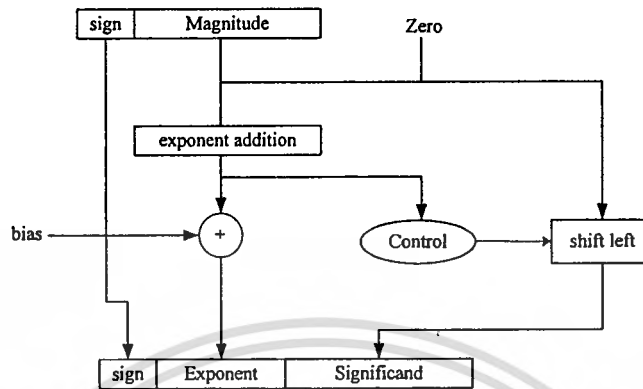 sign Magnitude
Zero
exponent addition
bias + Control shift left
sign Exponent Significand